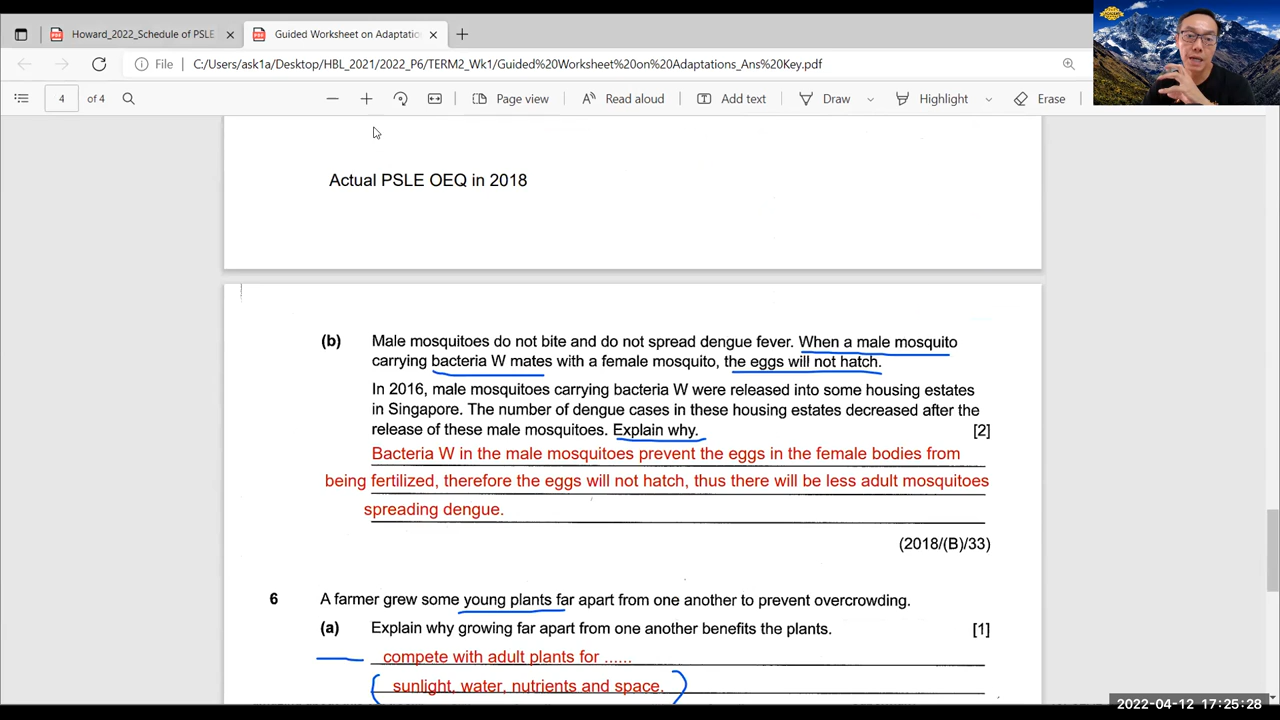 Howard_2022_Schedule of PSLE
Guided Worksheet on Adaptatio
File C:/Users/ask1a/Desktop/HBL_2021/2022_P6/TERM2_Wk1/Guided%20Worksheet%20on%20Adaptations_Ans%20Key.pdf
4 of 4 Page view Read aloud Add text Draw Highlight Erase
Actual PSLE OEQ in 2018
(b) Male mosquitoes do not bite and do not spread dengue fever. When a male mosquito
carrying bacteria W mates with a female mosquito, the eggs will not hatch.
In 2016, male mosquitoes carrying bacteria W were released into some housing estates
in Singapore. The number of dengue cases in these housing estates decreased after the
release of these male mosquitoes. Explain why. [2]
Bacteria W in the male mosquitoes prevent the eggs in the female bodies from
being fertilized, therefore the eggs will not hatch, thus there will be less adult mosquitoes
spreading dengue.
(2018/(B)/33)
6 A farmer grew some young plants far apart from one another to prevent overcrowding.
(a) Explain why growing far apart from one another benefits the plants. [1]
compete with adult plants for ......
sunlight, water, nutrients and space.
2022-04-12 17:25:28